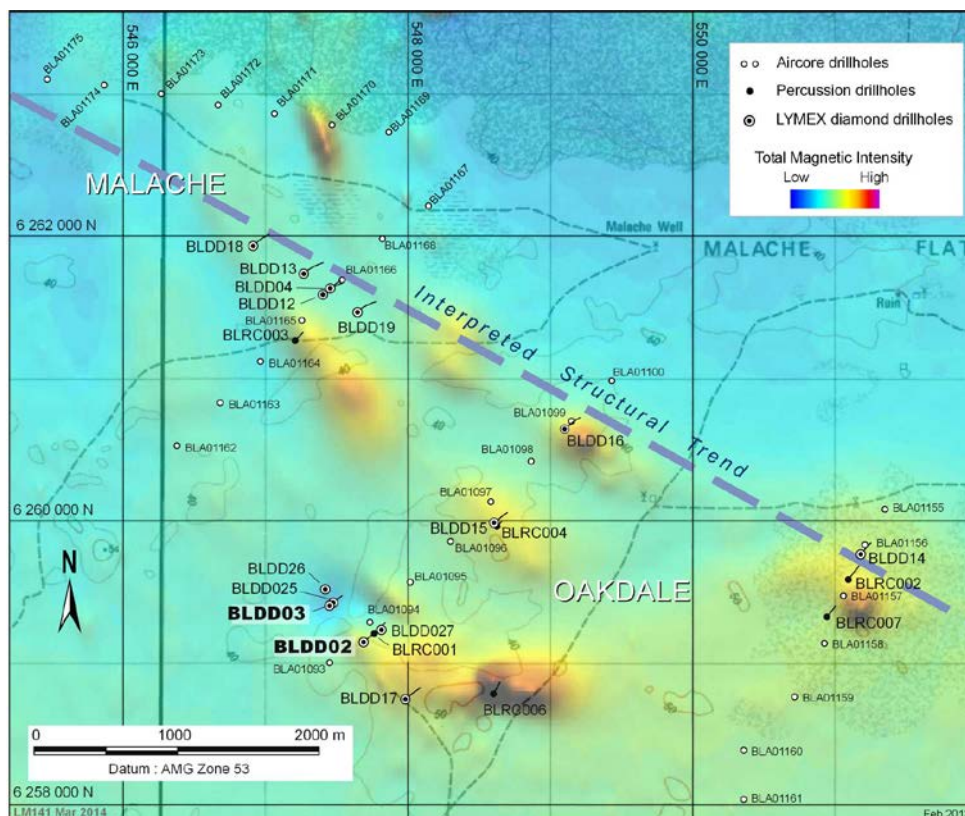 546 000 E
548 000 E
550 000 E
Aircore drillholes
Percussion drillholes
LYMEX diamond drillholes
Total Magnetic Intensity
Low
High
BLA01175
BLA01174
BLA01173
BLA01172
BLA01171
BLA01170
BLA01169
BLA01167
MALACHE
6 262 000 N
BLDD18
BLA01168
Malache Well
MALACHE FLAT
BLDD13
BLA01166
BLDD04
BLDD12
BLA01165
BLDD19
BLRC003
Ruin
Interpreted Structural Trend
BLA01164
BLA01100
BLA01163
BLA01099
BLDD16
BLA01162
BLA01098
BLA01097
6 260 000 N
BLDD15
BLRC004
BLA01096
BLA01155
BLA01156
BLDD14
BLDD26
BLDD025
BLA01095
OAKDALE
BLRC002
BLA01157
BLDD03
BLA01094
BLDD027
BLRC007
BLDD02
BLRC001
BLA01158
BLA01093
N
BLDD17
BLRC006
BLA01159
0 1000 2000 m
Datum : AMG Zone 53
BLA01160
6 258 000 N
BLA01161
LM141 Mar 2014